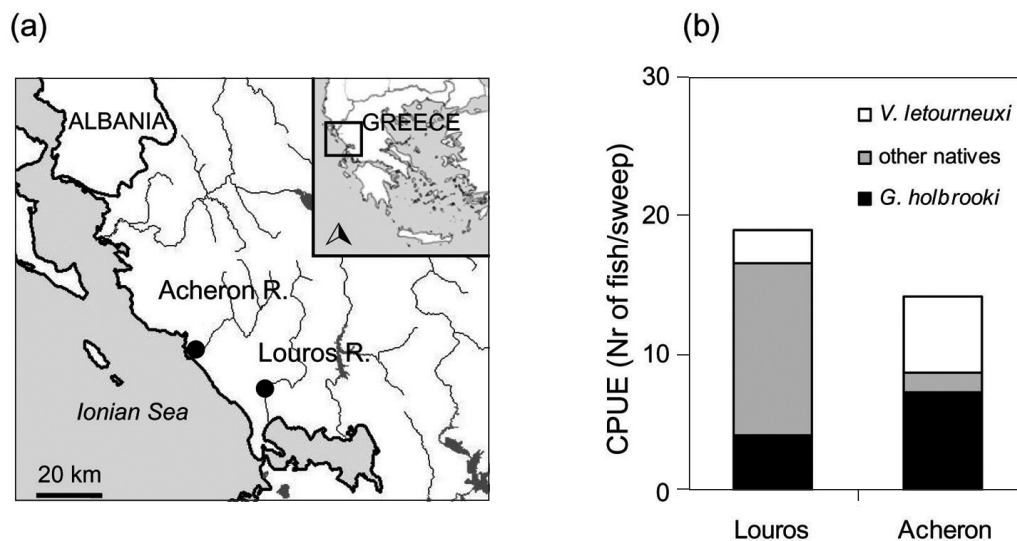 (a)
ALBANIA
GREECE
Acheron R.
Louros R.
Ionian Sea
20 km
(b)
CPUE (Nr of fish/sweep)
30
20
10
0
V. letourneuxi
other natives
G. holbrooki
Louros
Acheron